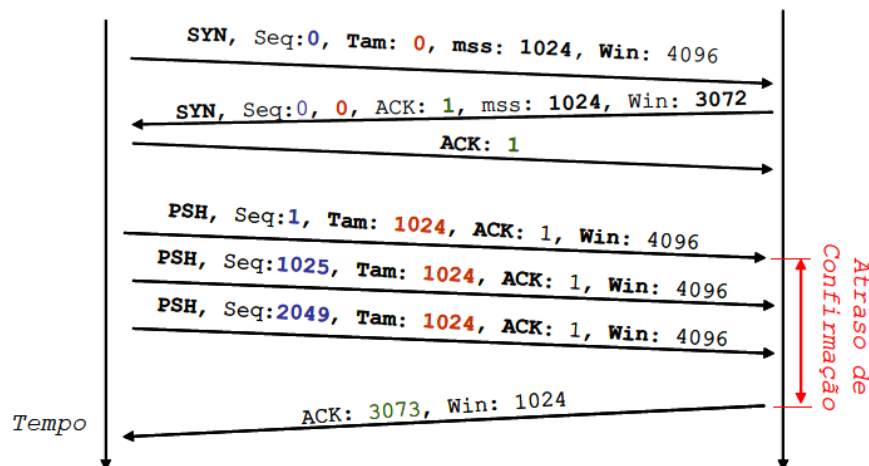 SYN, Seq:0, Tam: 0, mss: 1024, Win: 4096
SYN, Seq:0, 0, ACK: 1, mss: 1024, Win: 3072
ACK: 1
PSH, Seq:1, Tam: 1024, ACK: 1, Win: 4096
PSH, Seq:1025, Tam: 1024, ACK: 1, Win: 4096
PSH, Seq:2049, Tam: 1024, ACK: 1, Win: 4096
Atraso de
Confirmação
ACK: 3073, Win: 1024
Tempo